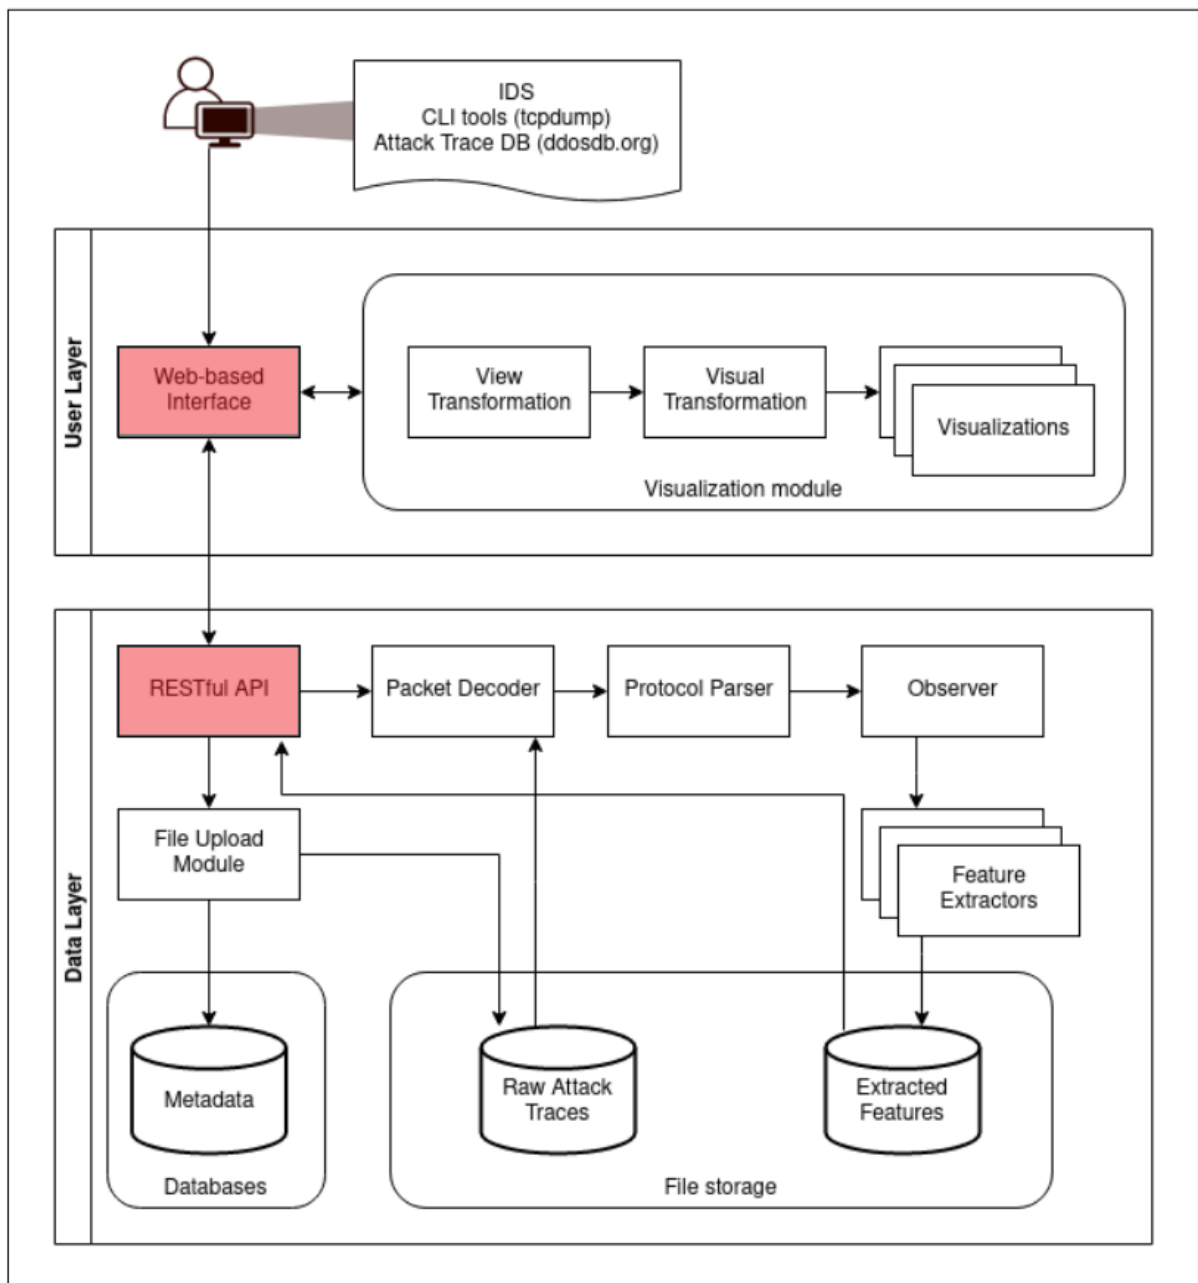 IDS
CLI tools (tcpdump)
Attack Trace DB (ddosdb.org)
User Layer
Web-based
Interface
View
Transformation
Visual
Transformation
Visualizations
Visualization module
Data Layer
RESTful API
Packet Decoder
Protocol Parser
Observer
File Upload
Module
Feature
Extractors
Metadata
Raw Attack
Traces
Extracted
Features
Databases
File storage